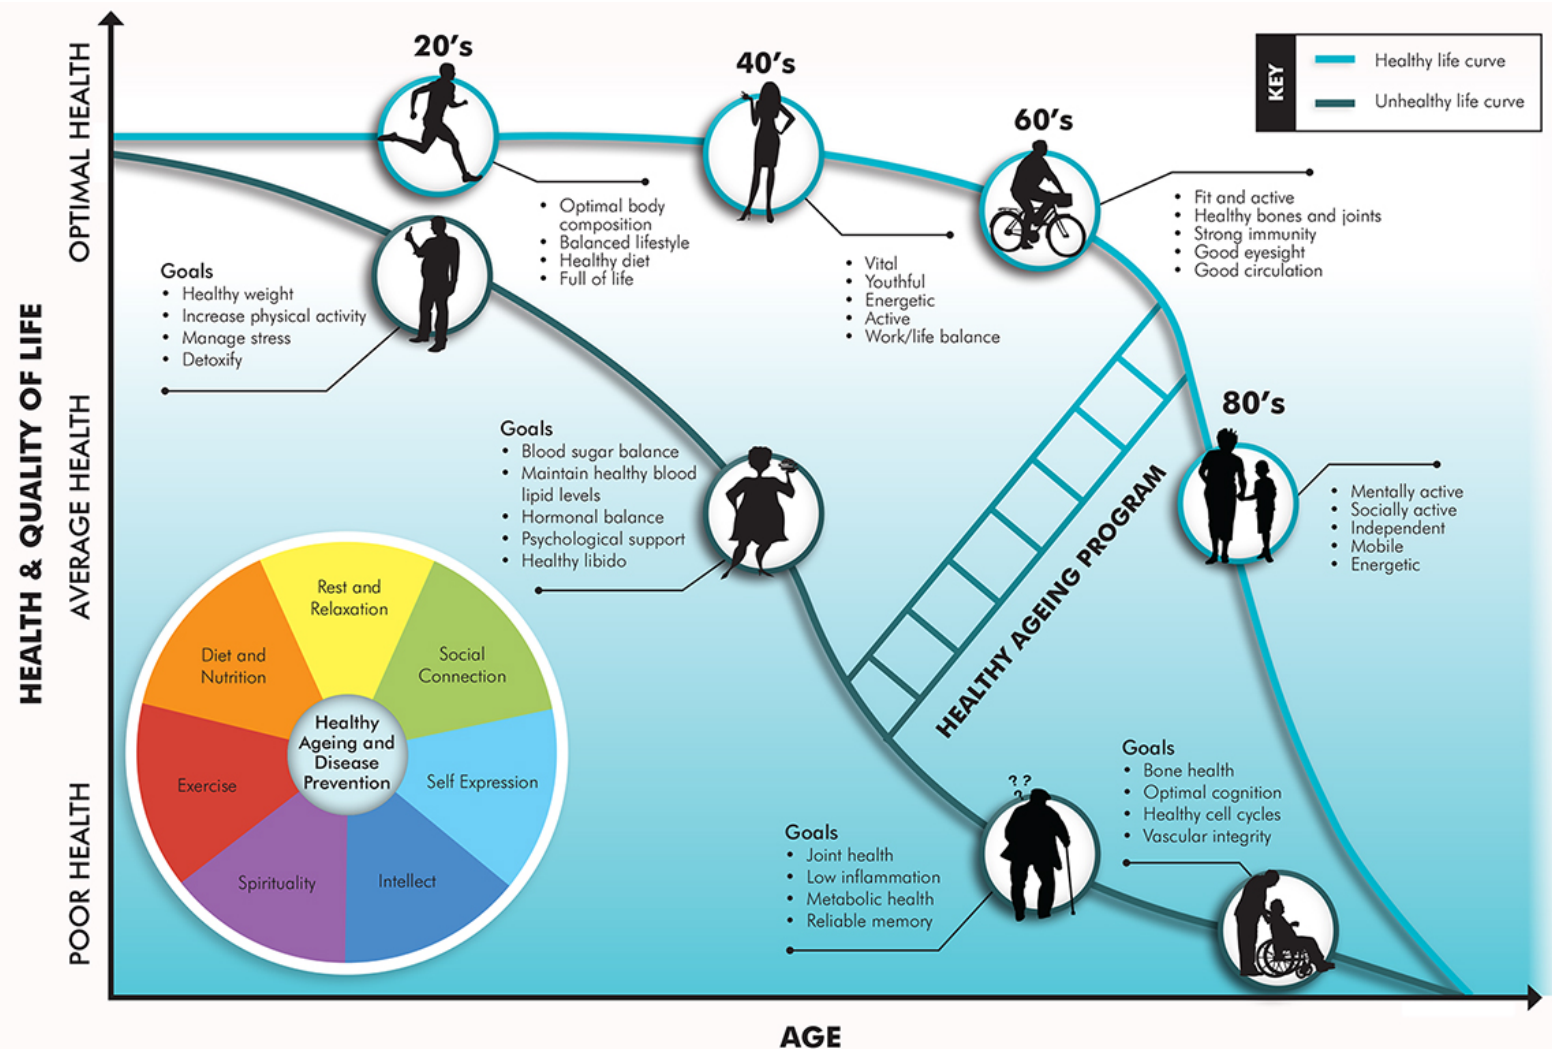 20's
40's
60's
80's
KEY
Healthy life curve
Unhealthy life curve
HEALTH & QUALITY OF LIFE
OPTIMAL HEALTH
AVERAGE HEALTH
POOR HEALTH
• Optimal body
composition
• Balanced lifestyle
• Healthy diet
• Full of life
• Vital
• Youthful
• Energetic
• Active
• Work/life balance
• Fit and active
• Healthy bones and joints
• Strong immunity
• Good eyesight
• Good circulation
• Mentally active
• Socially active
• Independent
• Mobile
• Energetic
Goals
• Healthy weight
• Increase physical activity
• Manage stress
• Detoxify
Goals
• Blood sugar balance
• Maintain healthy blood
lipid levels
• Hormonal balance
• Psychological support
• Healthy libido
HEALTHY AGEING PROGRAM
Rest and
Relaxation
Social
Connection
Self Expression
Intellect
Spirituality
Exercise
Diet and
Nutrition
Healthy
Ageing and
Disease
Prevention
? ?
?
Goals
• Joint health
• Low inflammation
• Metabolic health
• Reliable memory
Goals
• Bone health
• Optimal cognition
• Healthy cell cycles
• Vascular integrity
AGE